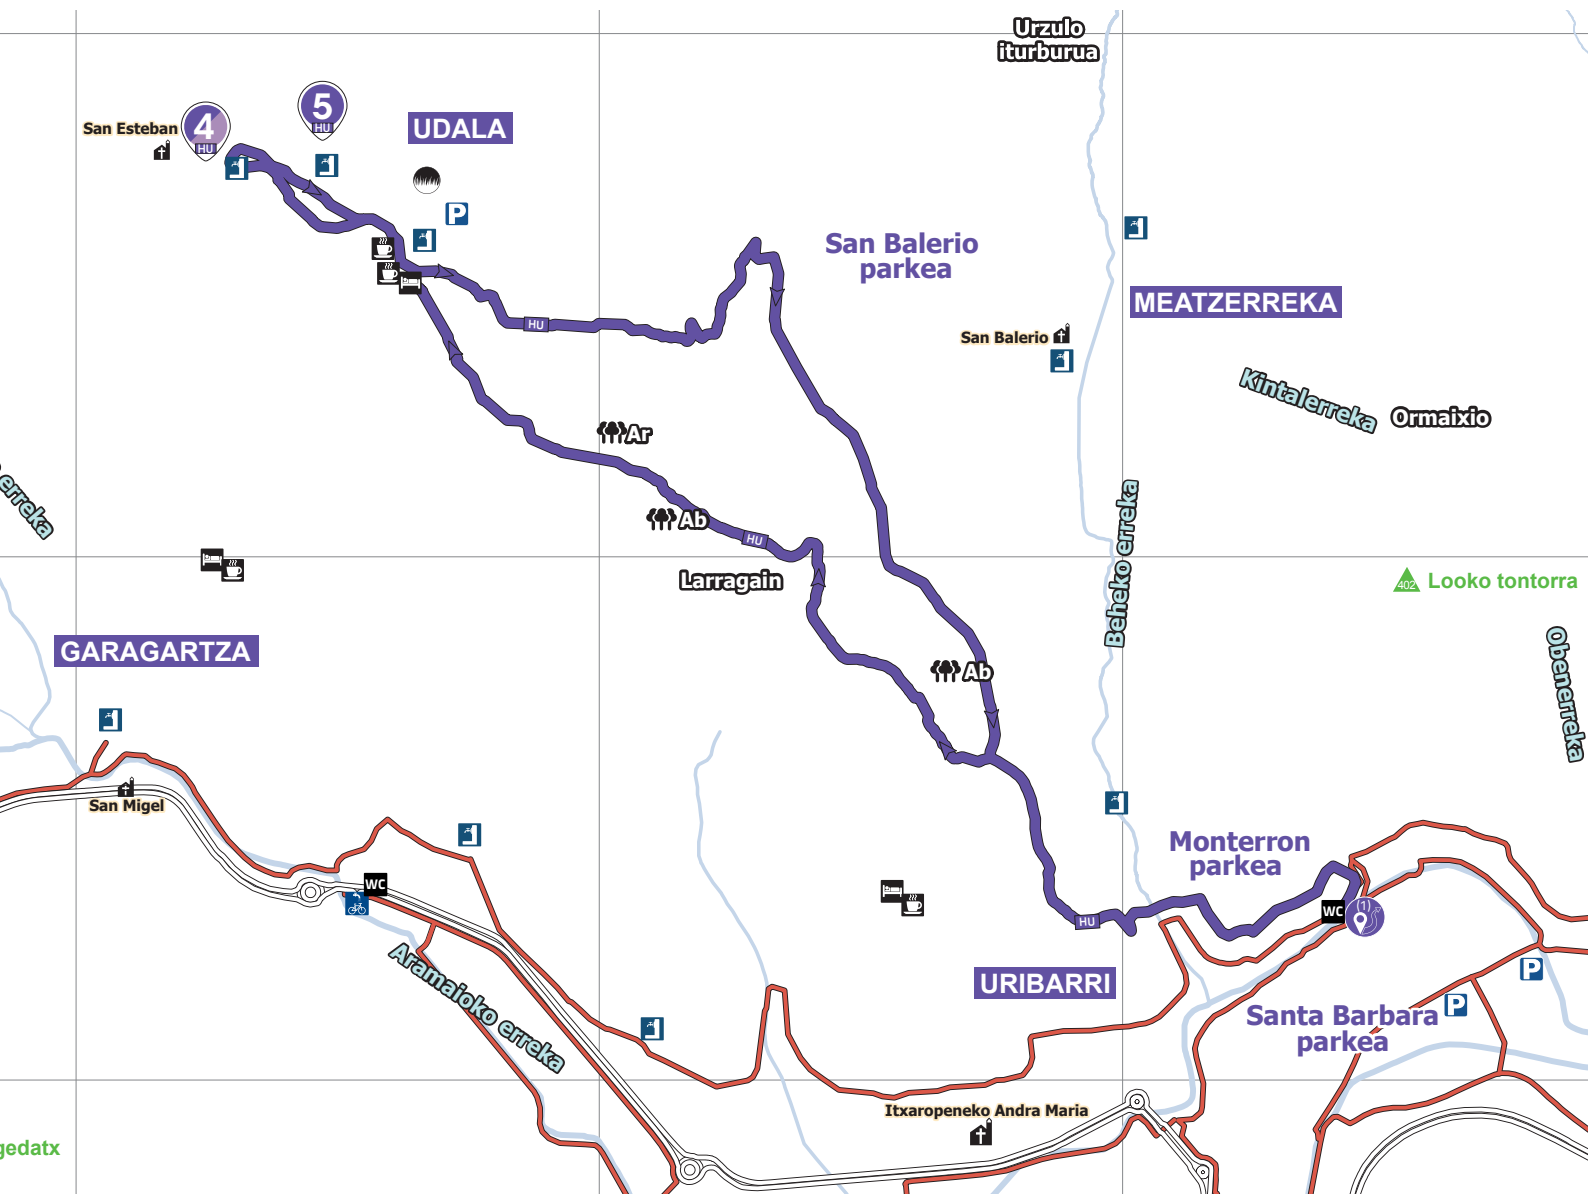 Urzulo
iturburua
4
HU
5
HU
San Esteban
UDALA
P
San Balerio
parkea
MEATZERREKA
San Balerio
HU
Kintalerreka
Ormaixio
Ar
Ab
HU
erreka
Larragain
Beheko erreka
402
Looko tontorra
Obenerreka
GARAGARTZA
Ab
San Migel
WC
Monterron
parkea
WC
(1)
HU
URIBARRI
P
P
Santa Barbara
parkea
Aramaioko erreka
Itxaropeneko Andra Maria
gedatx